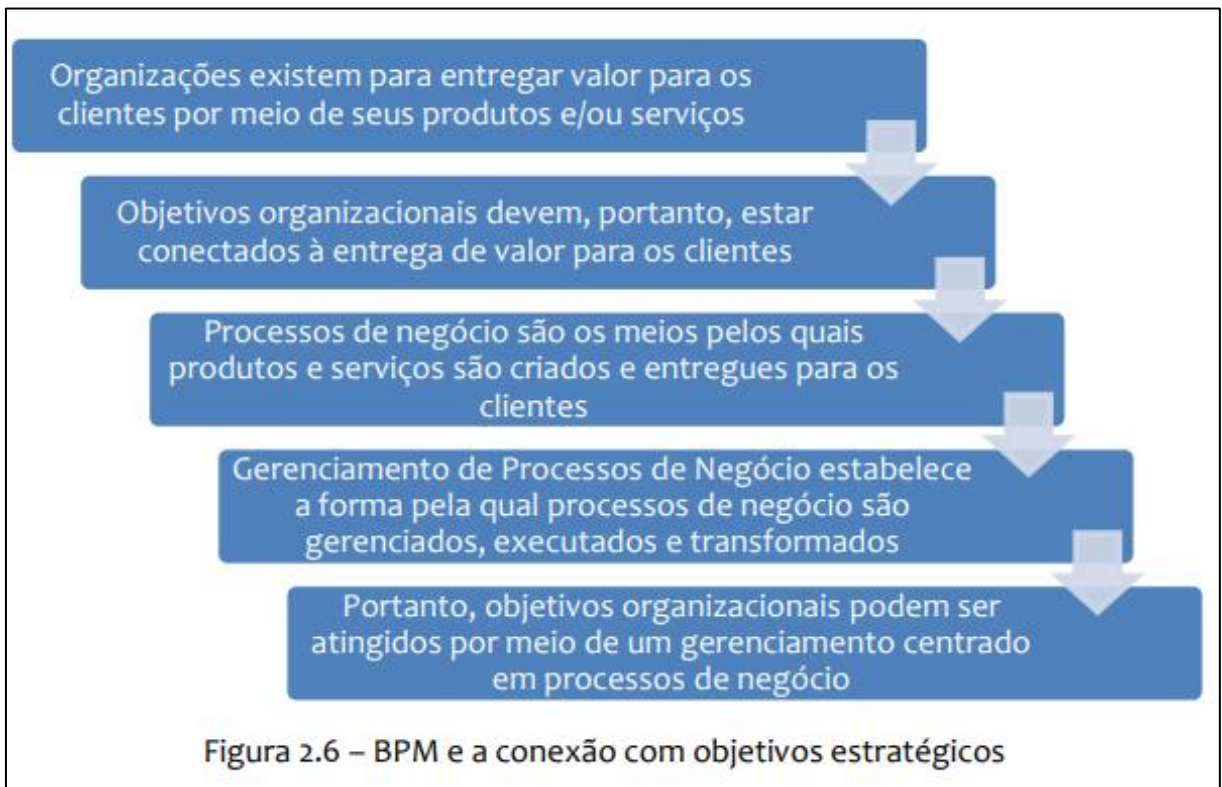 Organizações existem para entregar valor para os
clientes por meio de seus produtos e/ou serviços
Objetivos organizacionais devem, portanto, estar
conectados à entrega de valor para os clientes
Processos de negócio são os meios pelos quais
produtos e serviços são criados e entregues para os
clientes
Gerenciamento de Processos de Negócio estabelece
a forma pela qual processos de negócio são
gerenciados, executados e transformados
Portanto, objetivos organizacionais podem ser
atingidos por meio de um gerenciamento centrado
em processos de negócio
Figura 2.6 – BPM e a conexão com objetivos estratégicos